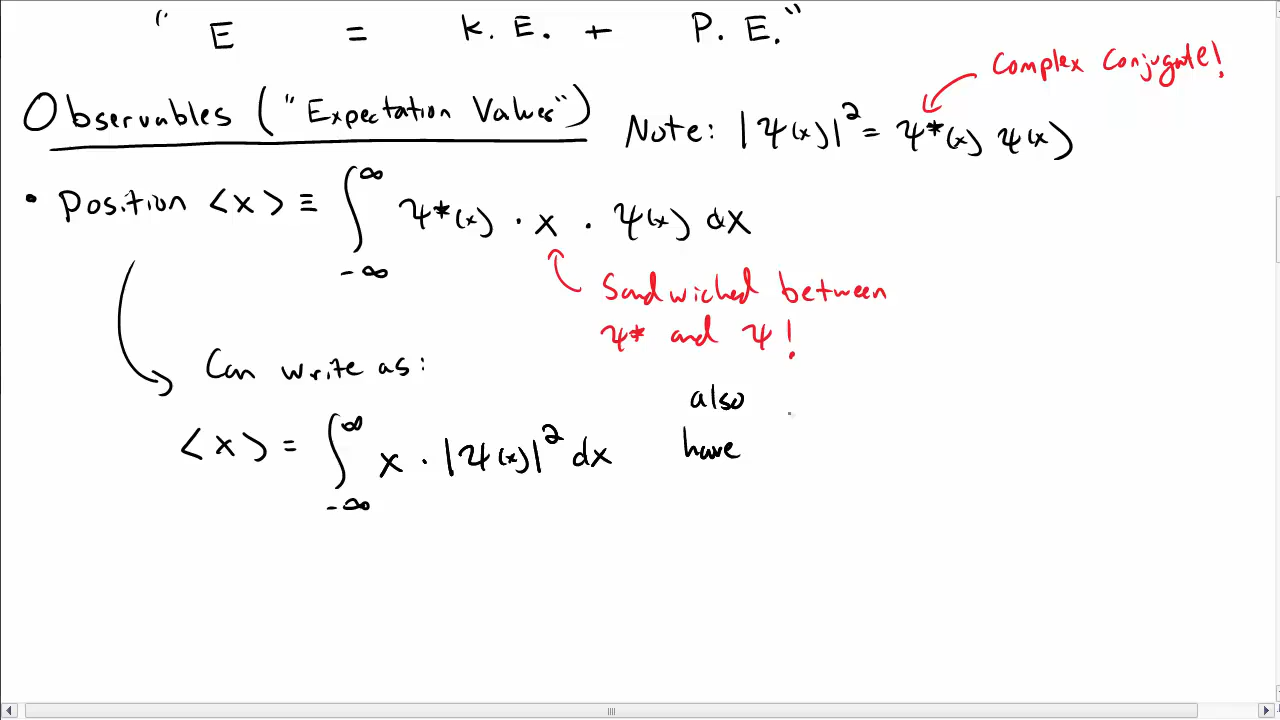 "E = K.E. + P.E."
Complex Conjugate!
Observables ("Expectation Values")
Note: |ψ(x)|² = ψ*(x) ψ(x)
• Position <x> ≡ ∫_{-∞}^{∞} ψ*(x) · x · ψ(x) dx
Sandwiched between
ψ* and ψ!
Can write as:
<x> = ∫_{-∞}^{∞} x · |ψ(x)|² dx
also
have